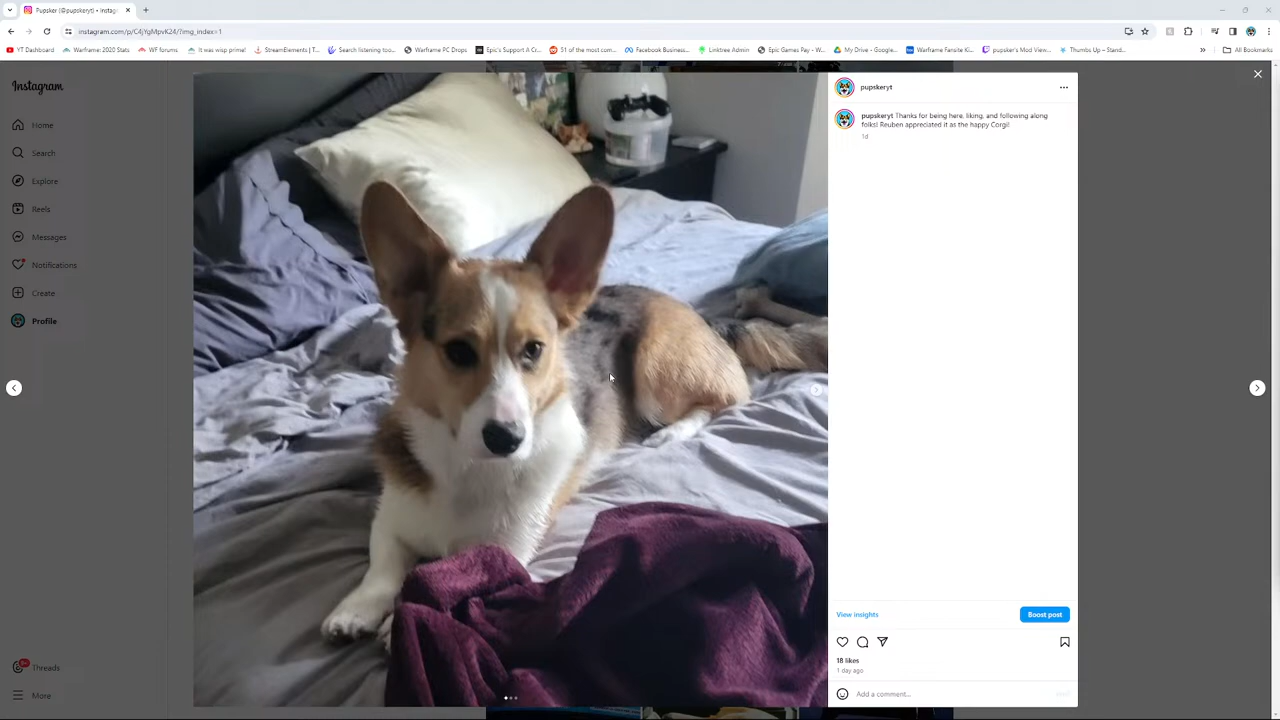 Pupsker (@pupskeryt) • Instag
instagram.com/p/C4jYgMpvK24/?img_index=1
YT Dashboard
Warframe: 2020 Stats
WF forums
It was wisp prime!
StreamElements | T...
Search listening too...
Warframe PC Drops
Epic's Support A Cr...
51 of the most com...
Facebook Business...
Linktree Admin
Epic Games Pay - W...
My Drive - Google...
Warframe Fansite Ki...
pupsker's Mod View...
Thumbs Up – Stand...
»
All Bookmarks
Instagram
Home
Search
Explore
Reels
Messages
Notifications
Create
Profile
Threads
More
pupskeryt
pupskeryt Thanks for being here, liking, and following along
folks! Reuben appreciated it as the happy Corgi!
1d
View insights
Boost post
18 likes
1 day ago
Add a comment...